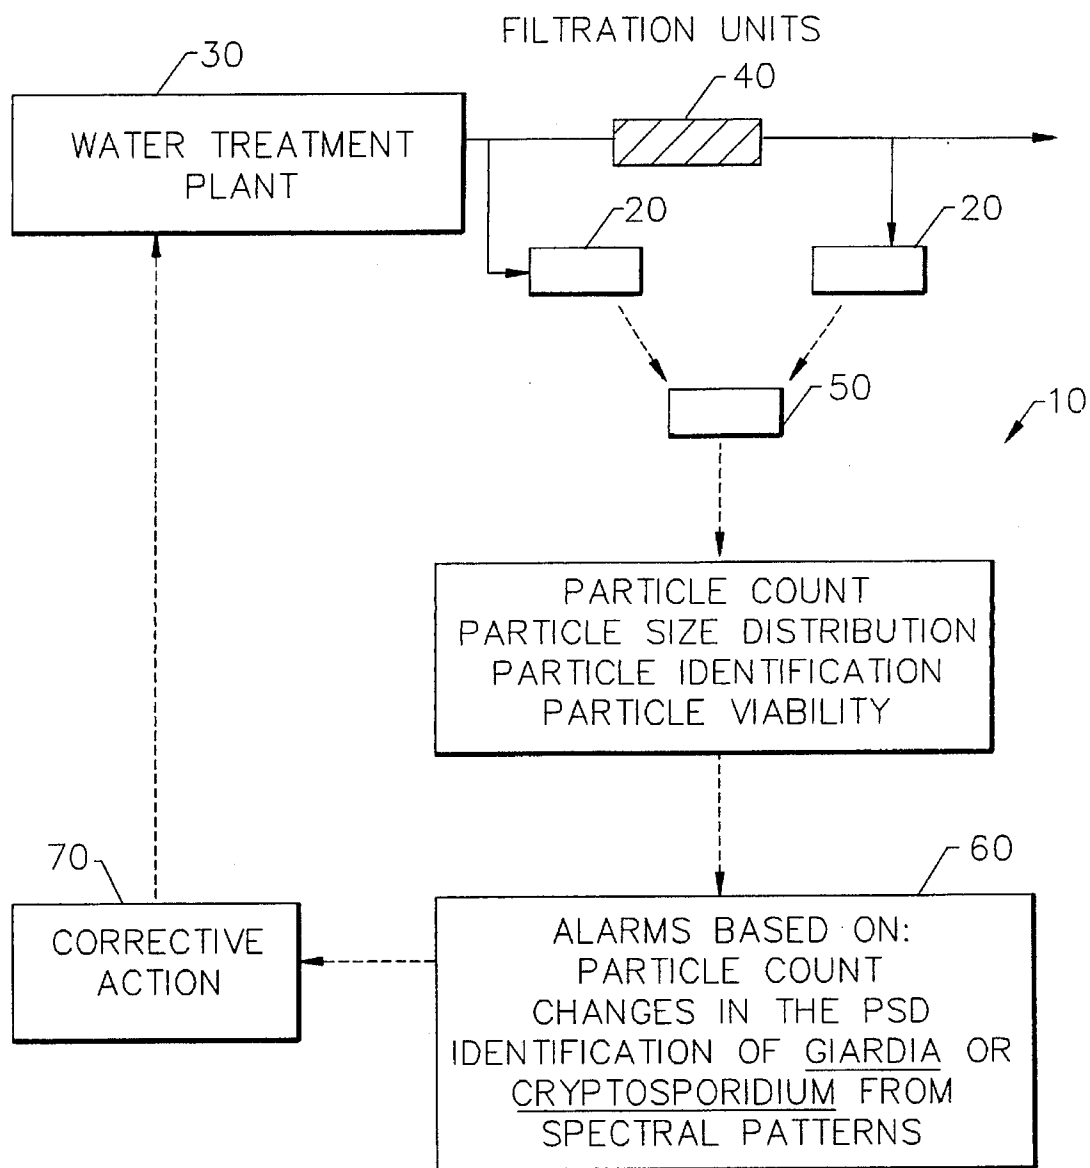 FILTRATION UNITS
30
40
WATER TREATMENT
PLANT
20
20
50
10
PARTICLE COUNT
PARTICLE SIZE DISTRIBUTION
PARTICLE IDENTIFICATION
PARTICLE VIABILITY
70
60
CORRECTIVE
ACTION
ALARMS BASED ON:
PARTICLE COUNT
CHANGES IN THE PSD
IDENTIFICATION OF GIARDIA OR
CRYPTOSPORIDIUM FROM
SPECTRAL PATTERNS